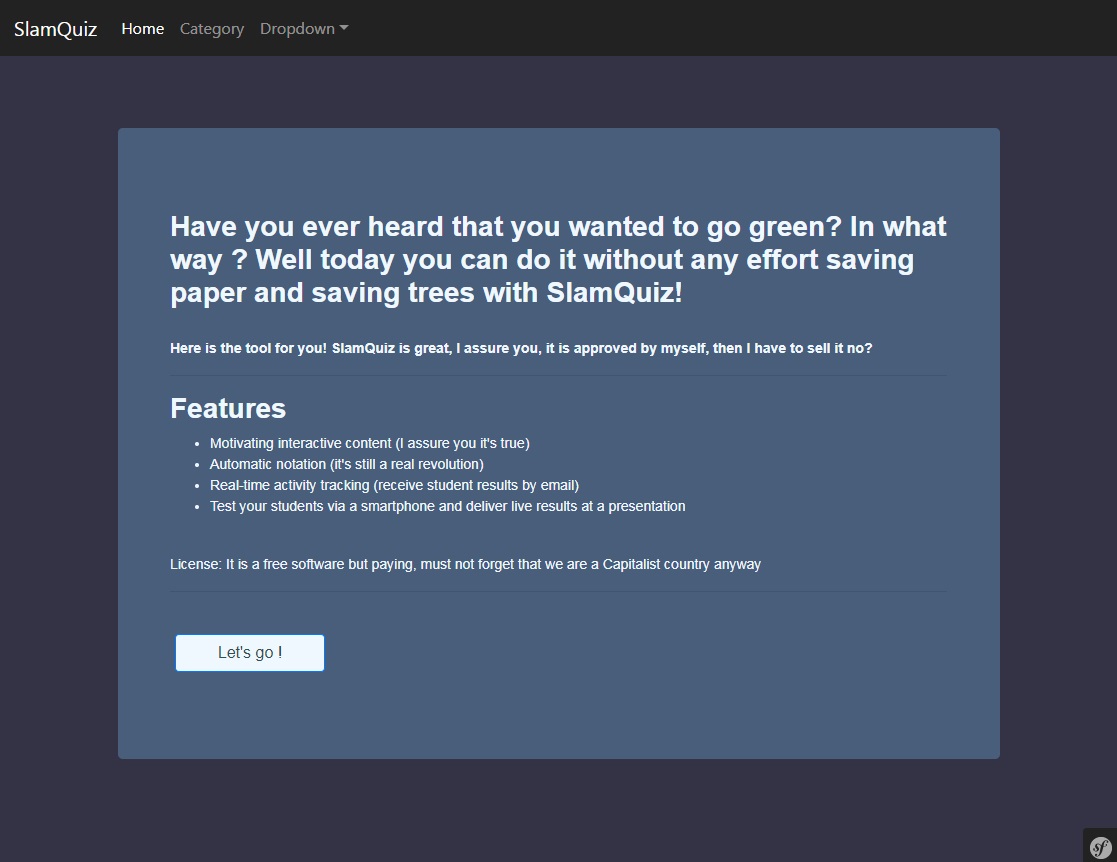 SlamQuiz Home Category Dropdown
Have you ever heard that you wanted to go green? In what
way ? Well today you can do it without any effort saving
paper and saving trees with SlamQuiz!
Here is the tool for you! SlamQuiz is great, I assure you, it is approved by myself, then I have to sell it no?
Features
• Motivating interactive content (I assure you it's true)
• Automatic notation (it's still a real revolution)
• Real-time activity tracking (receive student results by email)
• Test your students via a smartphone and deliver live results at a presentation
License: It is a free software but paying, must not forget that we are a Capitalist country anyway
Let's go !
sf